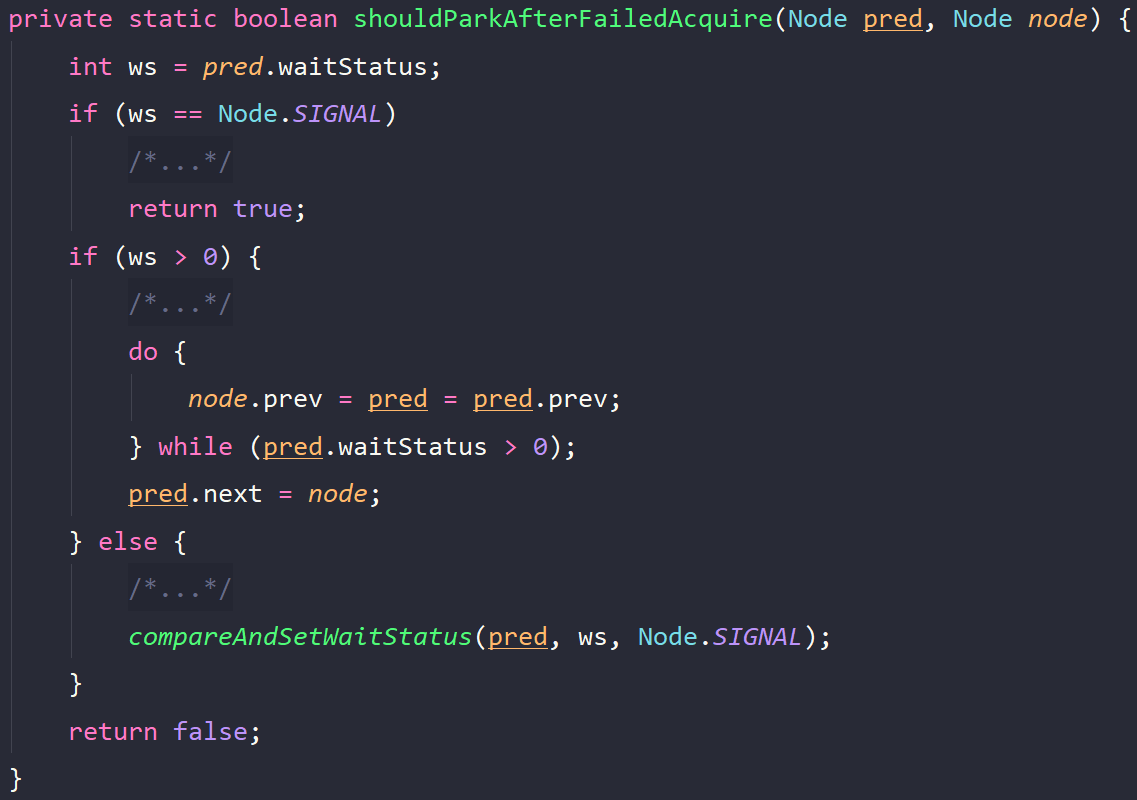 private static boolean shouldParkAfterFailedAcquire(Node pred, Node node) {
    int ws = pred.waitStatus;
    if (ws == Node.SIGNAL)
        /*...*/
        return true;
    if (ws > 0) {
        /*...*/
        do {
            node.prev = pred = pred.prev;
        } while (pred.waitStatus > 0);
        pred.next = node;
    } else {
        /*...*/
        compareAndSetWaitStatus(pred, ws, Node.SIGNAL);
    }
    return false;
}